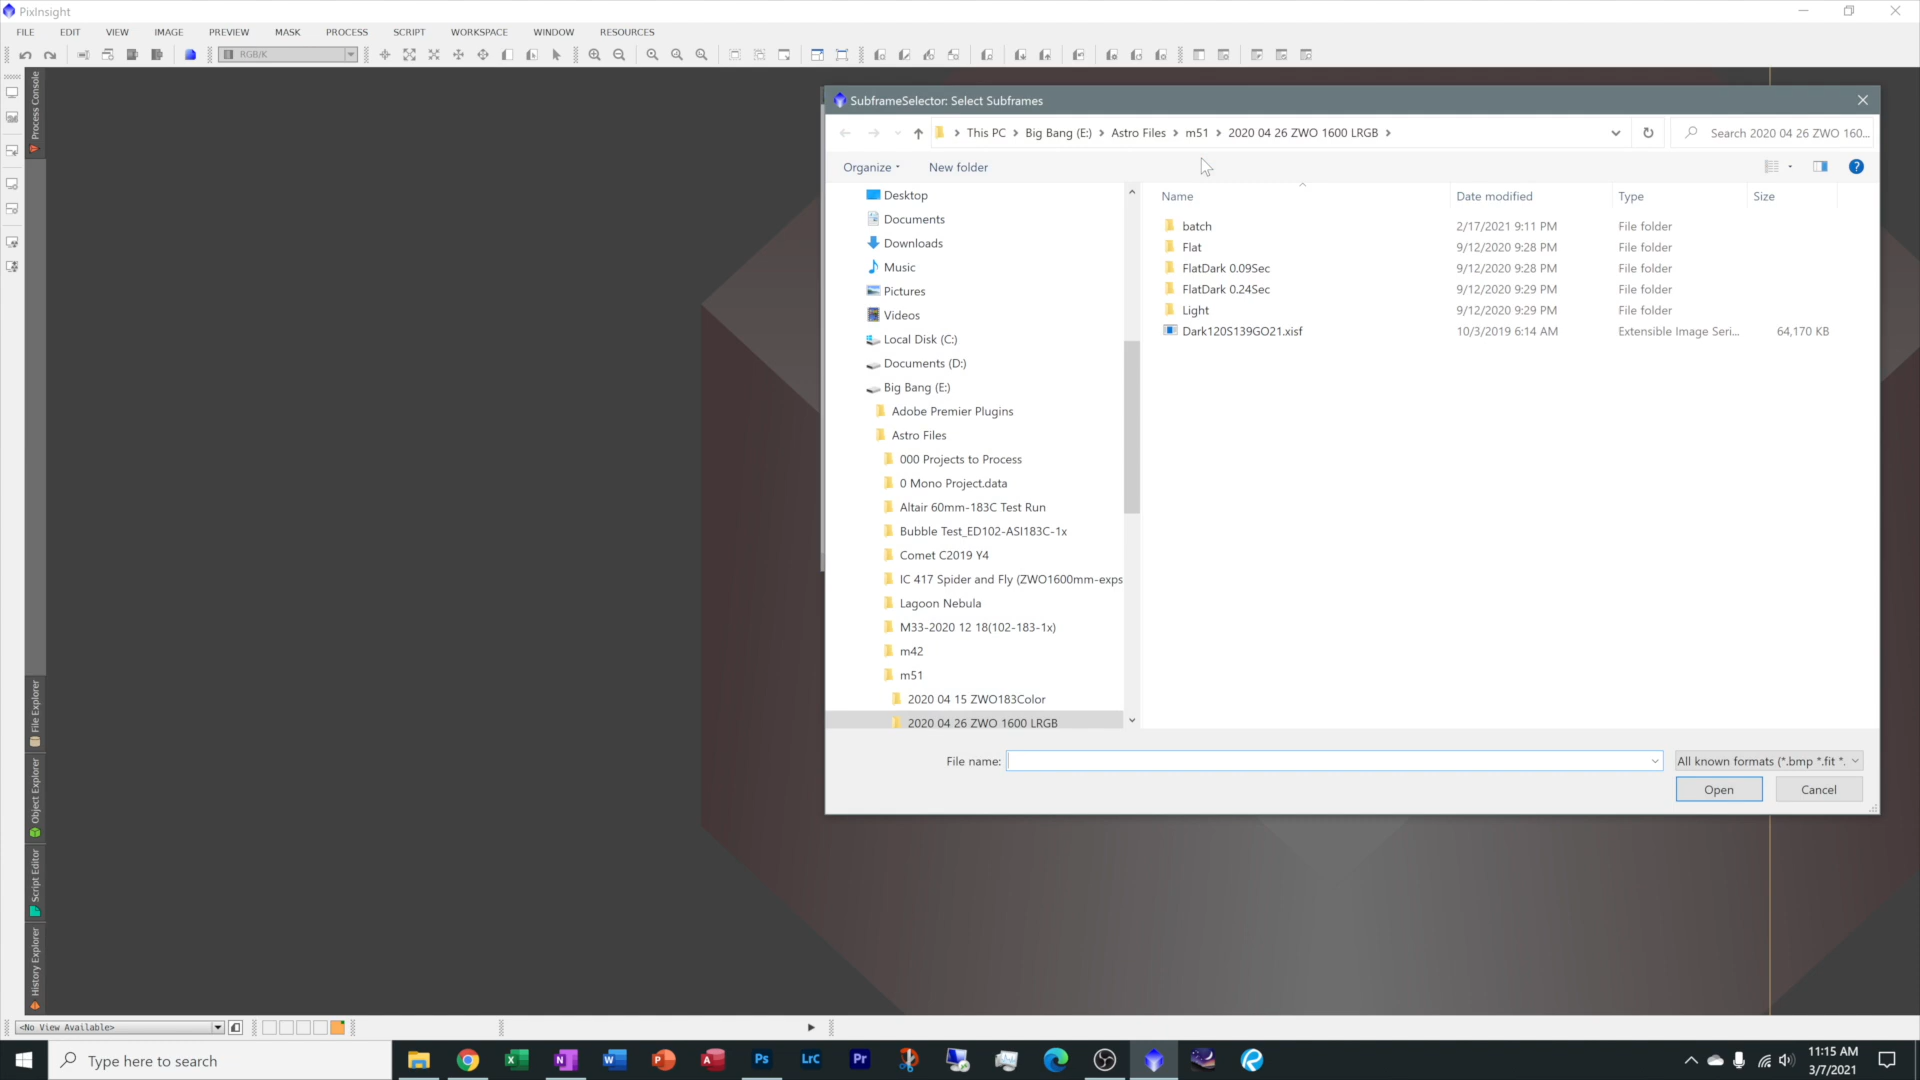 PixInsight
FILE EDIT VIEW IMAGE PREVIEW MASK PROCESS SCRIPT WORKSPACE WINDOW RESOURCES
RGB/K
Process Console
File Explorer
Object Explorer
Script Editor
History Explorer
SubframeSelector: Select Subframes
This PC > Big Bang (E:) > Astro Files > m51 > 2020 04 26 ZWO 1600 LRGB >
Search 2020 04 26 ZWO 160...
Organize New folder
Desktop
Documents
Downloads
Music
Pictures
Videos
Local Disk (C:)
Documents (D:)
Big Bang (E:)
Adobe Premier Plugins
Astro Files
000 Projects to Process
0 Mono Project.data
Altair 60mm-183C Test Run
Bubble Test_ED102-ASI183C-1x
Comet C2019 Y4
IC 417 Spider and Fly (ZWO1600mm-exps
Lagoon Nebula
M33-2020 12 18(102-183-1x)
m42
m51
2020 04 15 ZWO183Color
2020 04 26 ZWO 1600 LRGB
Name Date modified Type Size
batch 2/17/2021 9:11 PM File folder
Flat 9/12/2020 9:28 PM File folder
FlatDark 0.09Sec 9/12/2020 9:28 PM File folder
FlatDark 0.24Sec 9/12/2020 9:29 PM File folder
Light 9/12/2020 9:29 PM File folder
Dark120S139GO21.xisf 10/3/2019 6:14 AM Extensible Image Seri... 64,170 KB
File name: All known formats (*.bmp *.fit *.
Open Cancel
<No View Available>
Type here to search
X N W P A Ps LrC Pr
11:15 AM
3/7/2021